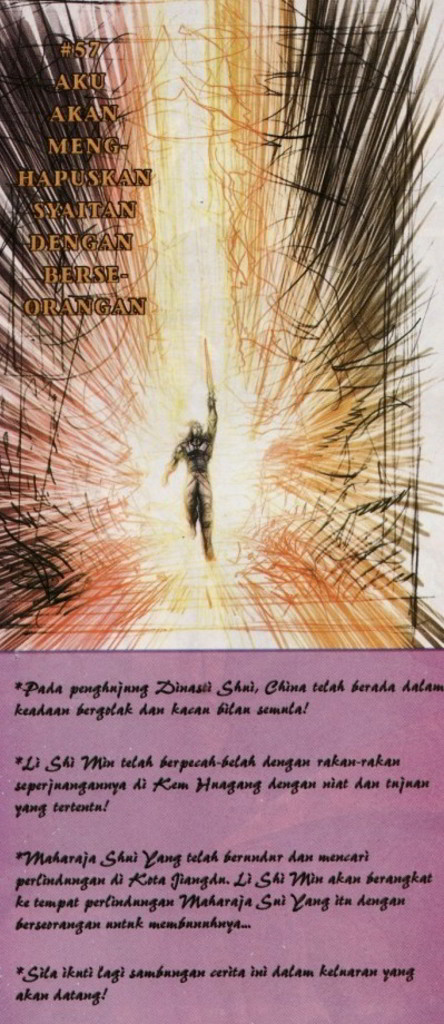 #57
AKU
AKAN
MENG-
HAPUSKAN
SYAITAN
DENGAN
BERSE-
ORANGAN
*Pada penghujung Dinasti Shui, China telah berada dalam
keadaan bergolak dan kacau bilau semula!
*Li Shi Min telah berpecah-belah dengan rakan-rakan
seperjuangannya di Kem Huagang dengan niat dan tujuan
yang tertentu!
*Maharaja Shui Yang telah berundur dan mencari
perlindungan di Kota Jiangdu. Li Shi Min akan berangkat
ke tempat perlindungan Maharaja Sui Yang itu dengan
berseorangan untuk membunuhnya...
*Sila ikuti lagi sambungan cerita ini dalam keluaran yang
akan datang!